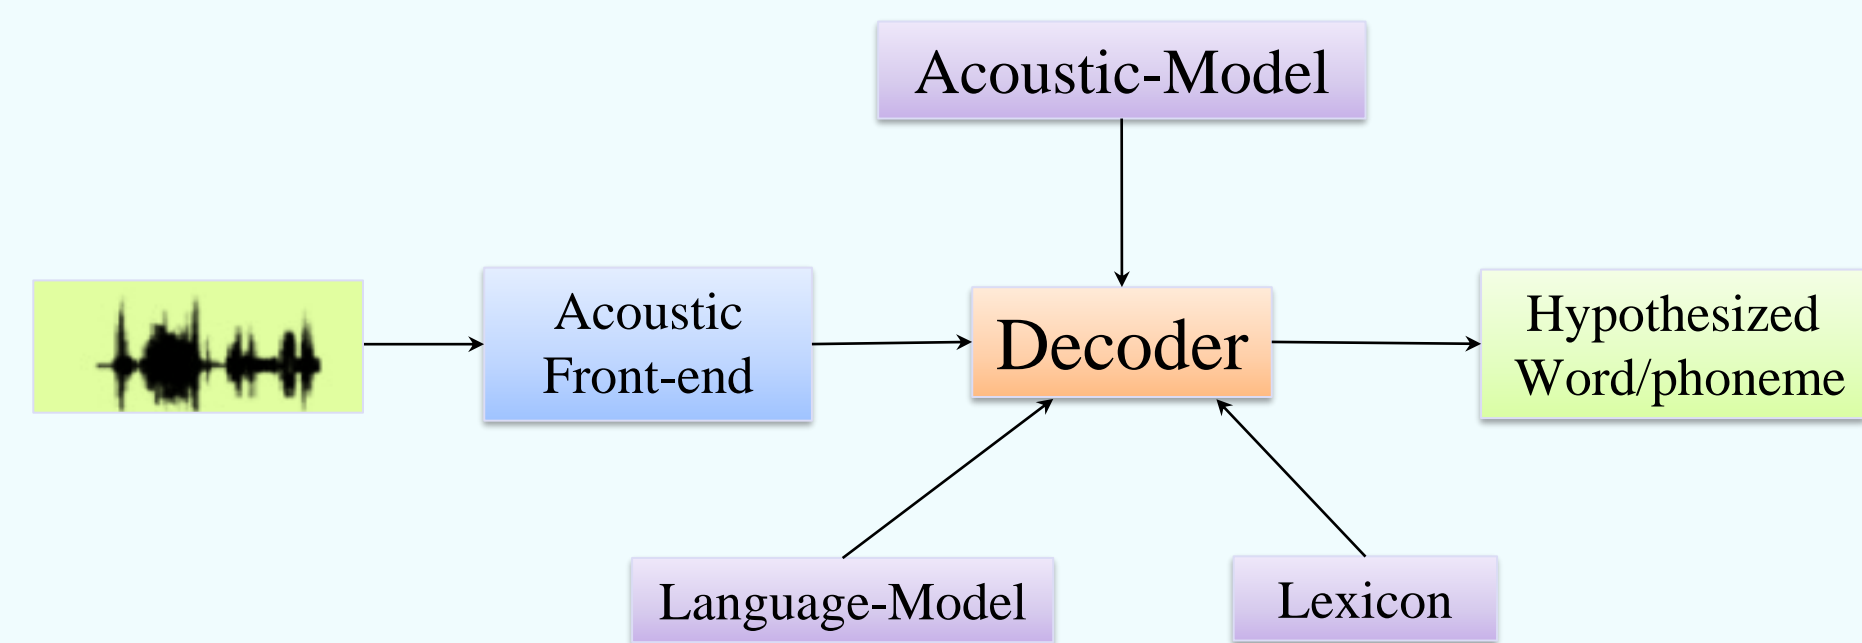 Acoustic-Model
Acoustic
Front-end
Decoder
Hypothesized
Word/phoneme
Language-Model
Lexicon